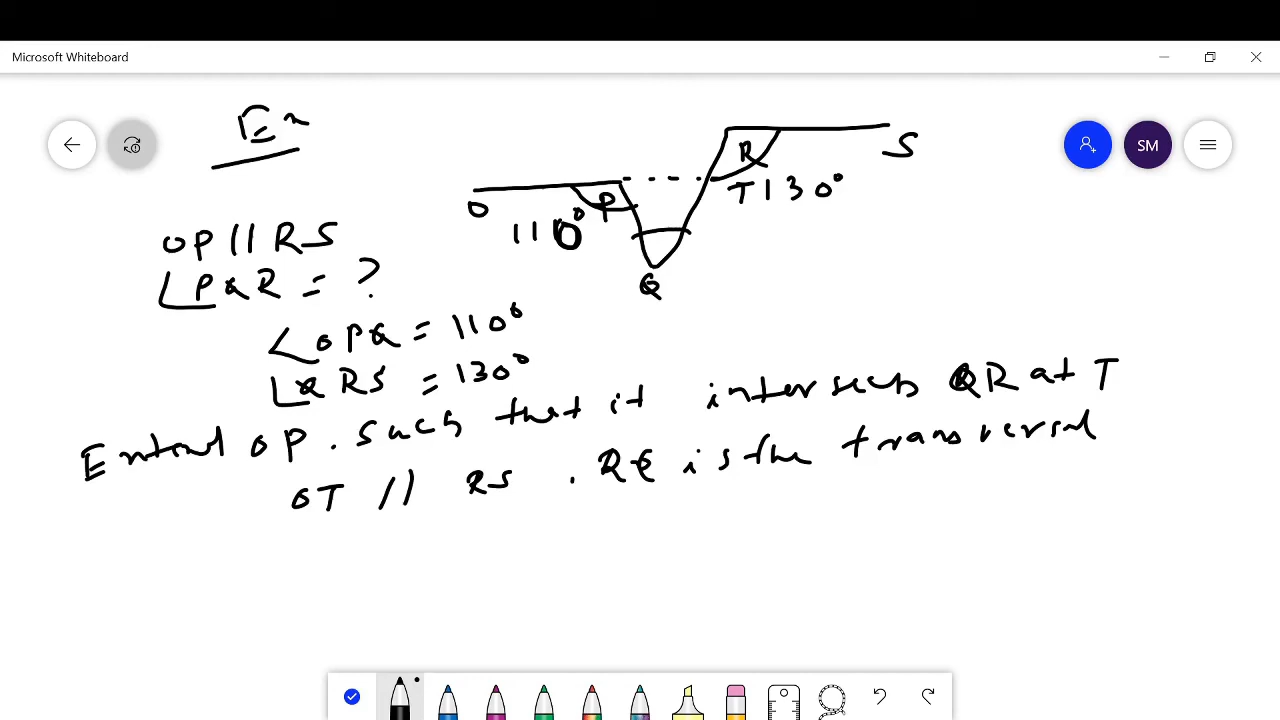 Microsoft Whiteboard
Ex
SM
R
S
T 130°
O
P
110°
Q
OP // RS
∠PQR = ?
∠OPQ = 110°
∠QRS = 130°
Extend OP. Such that it intersects QR at T
OT // RS . RQ is the transversal